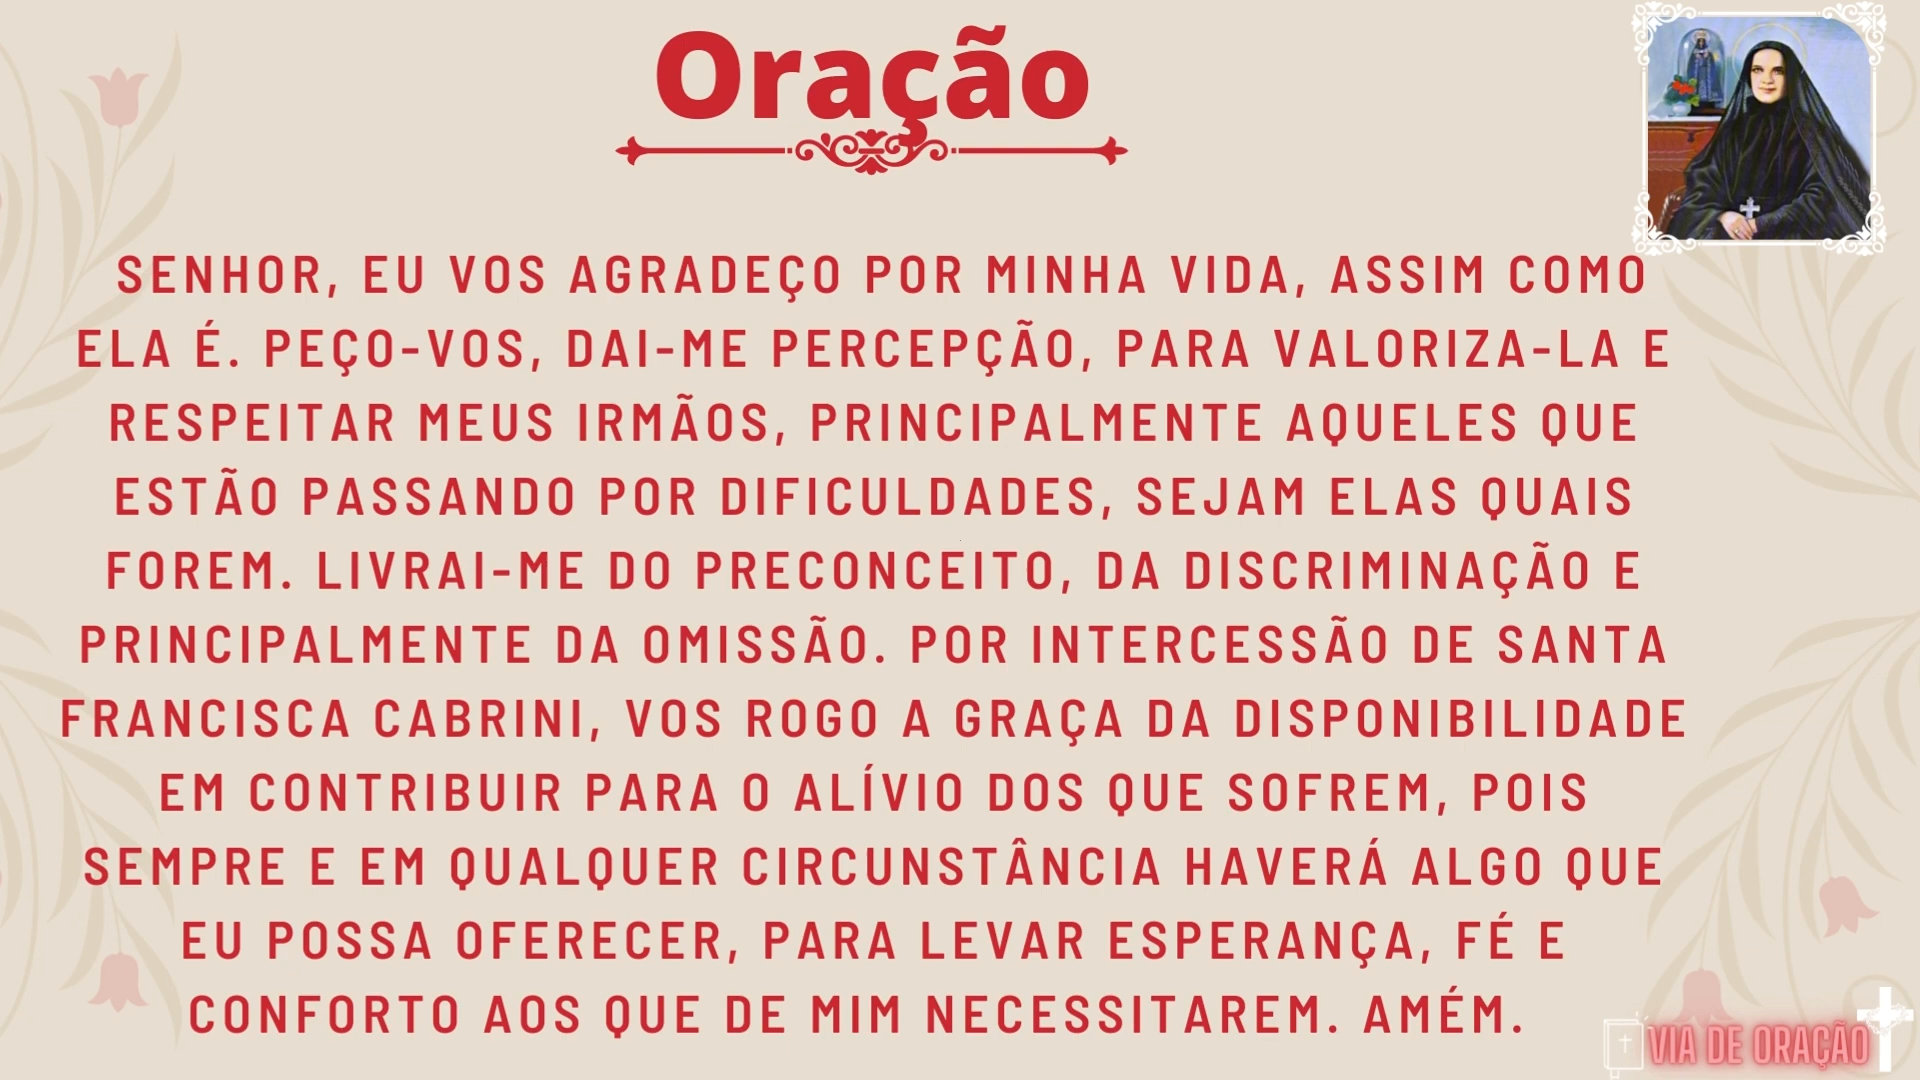 Oração
SENHOR, EU VOS AGRADEÇO POR MINHA VIDA, ASSIM COMO
ELA É. PEÇO-VOS, DAI-ME PERCEPÇÃO, PARA VALORIZA-LA E
RESPEITAR MEUS IRMÃOS, PRINCIPALMENTE AQUELES QUE
ESTÃO PASSANDO POR DIFICULDADES, SEJAM ELAS QUAIS
FOREM. LIVRAI-ME DO PRECONCEITO, DA DISCRIMINAÇÃO E
PRINCIPALMENTE DA OMISSÃO. POR INTERCESSÃO DE SANTA
FRANCISCA CABRINI, VOS ROGO A GRAÇA DA DISPONIBILIDADE
EM CONTRIBUIR PARA O ALÍVIO DOS QUE SOFREM, POIS
SEMPRE E EM QUALQUER CIRCUNSTÂNCIA HAVERÁ ALGO QUE
EU POSSA OFERECER, PARA LEVAR ESPERANÇA, FÉ E
CONFORTO AOS QUE DE MIM NECESSITAREM. AMÉM.
VIA DE ORAÇÃO